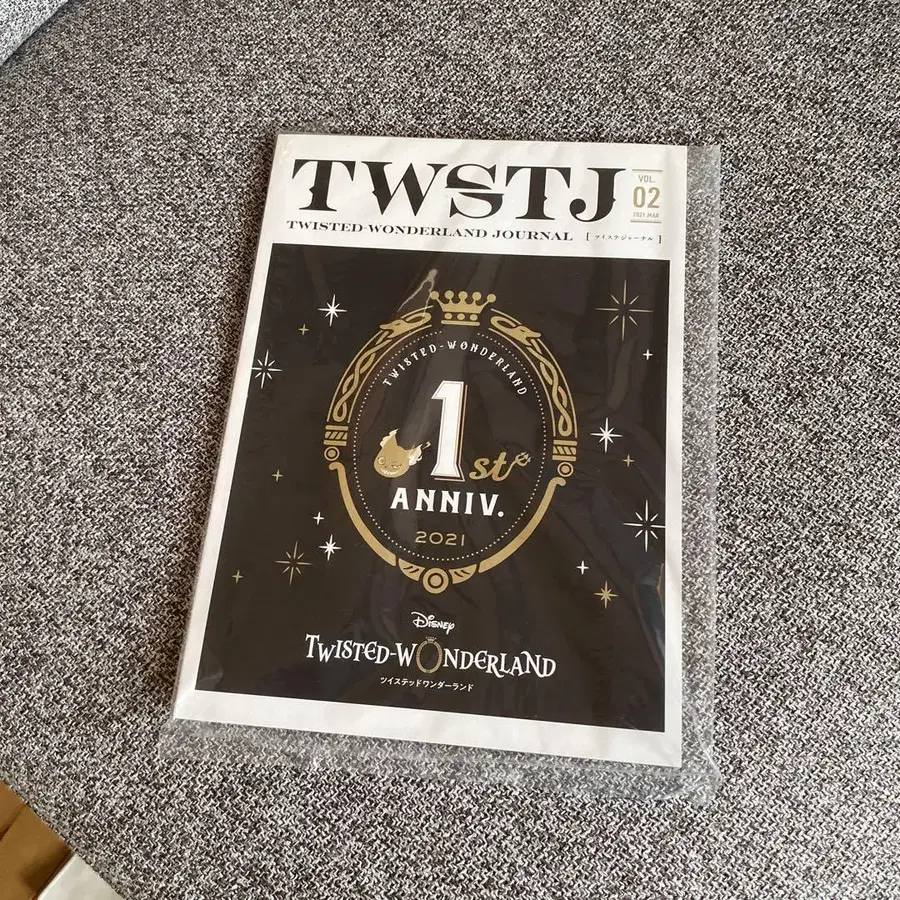 TWSTJ
VOL.
02
2021 MAR
TWISTED-WONDERLAND JOURNAL [ ツイステジャーナル ]
TWISTED-WONDERLAND
1st
ANNIV.
2021
Disney
TWISTED-WONDERLAND
ツイステッドワンダーランド